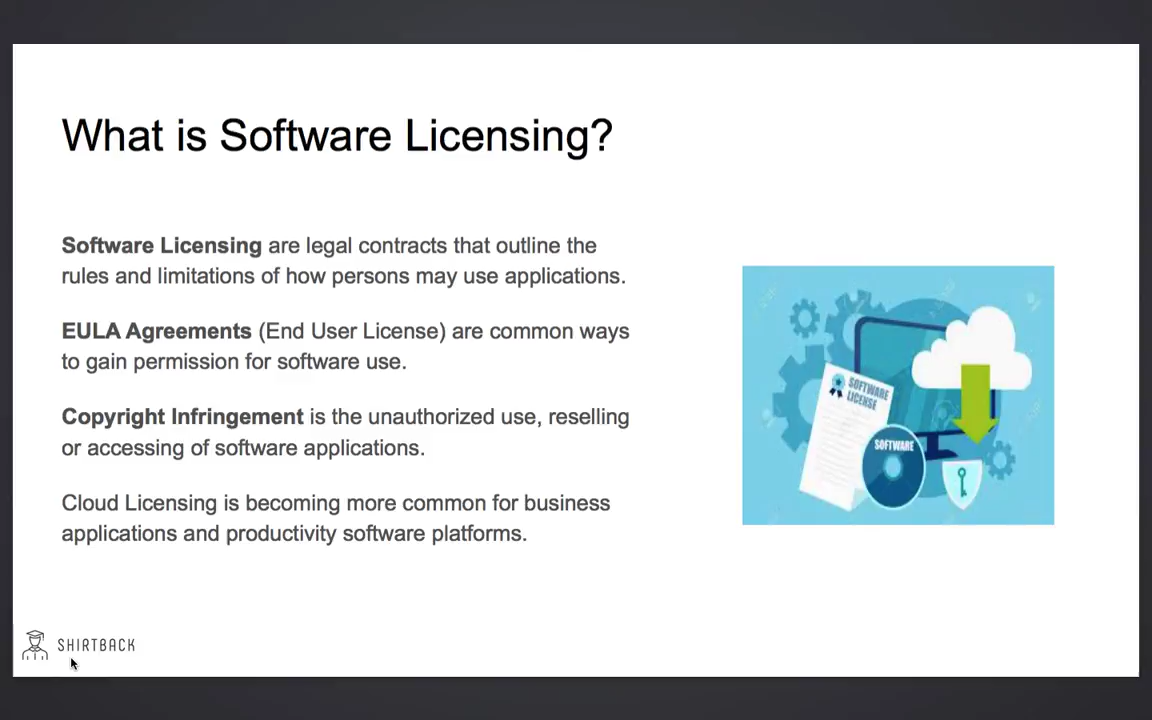 What is Software Licensing?
Software Licensing are legal contracts that outline the
rules and limitations of how persons may use applications.
EULA Agreements (End User License) are common ways
to gain permission for software use.
Copyright Infringement is the unauthorized use, reselling
or accessing of software applications.
Cloud Licensing is becoming more common for business
applications and productivity software platforms.
SOFTWARE
LICENSE
SOFTWARE
SHIRTBACK